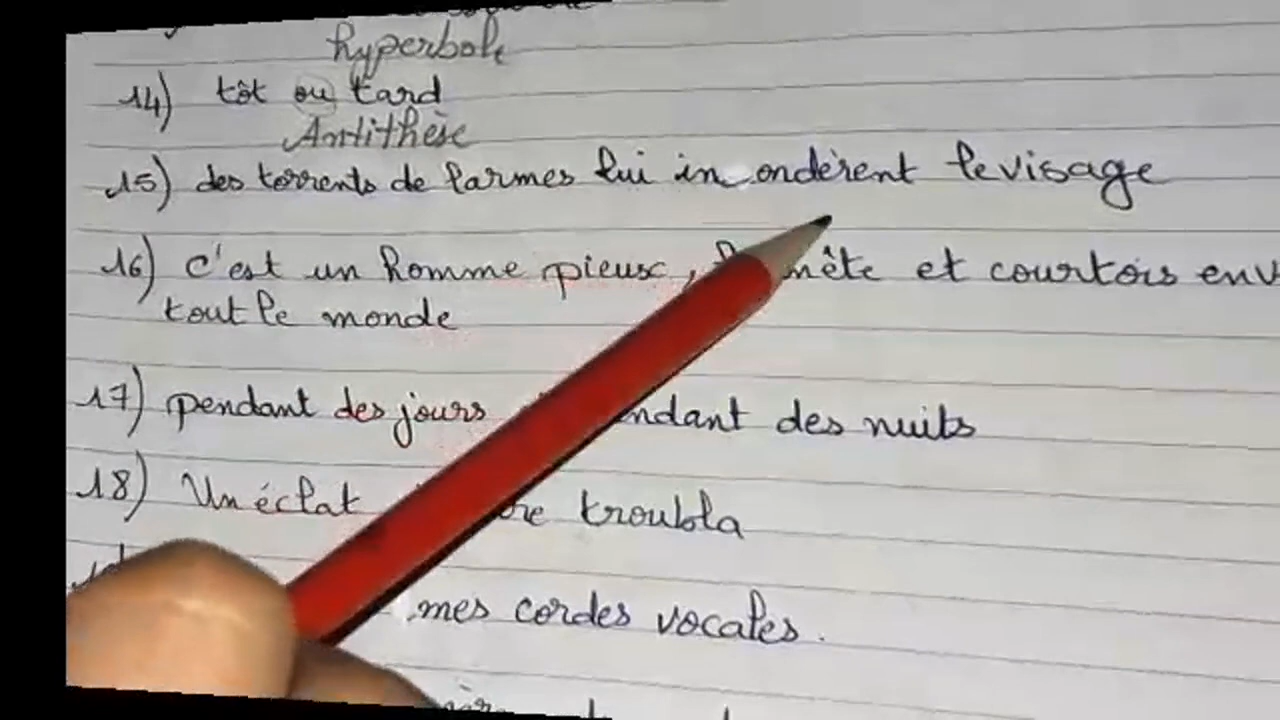 hyperbole
14) tôt ou tard
Antithèse
15) des torrents de larmes lui inondèrent le visage
16) c'est un homme pieux, et courtois env
tout le monde
17) pendant des jours des nuits
18) Un éclat troubla
mes cordes vocales.